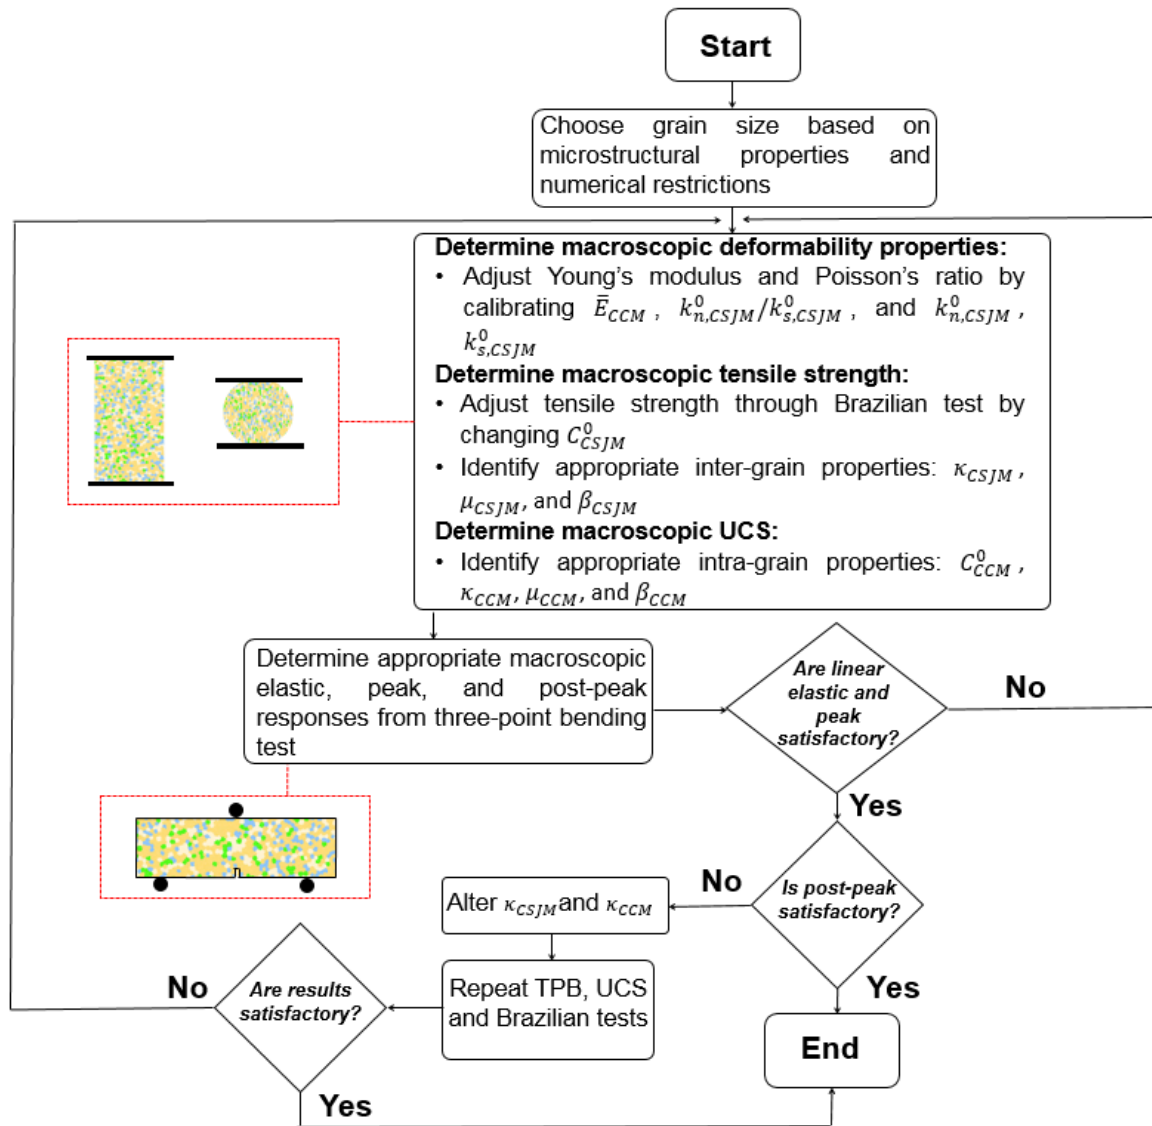 Start
Choose grain size based on
microstructural properties and
numerical restrictions
Determine macroscopic deformability properties:
• Adjust Young's modulus and Poisson's ratio by
calibrating Ē_CCM , k⁰_n,CSJM/k⁰_s,CSJM , and k⁰_n,CSJM ,
k⁰_s,CSJM
Determine macroscopic tensile strength:
• Adjust tensile strength through Brazilian test by
changing C⁰_CSJM
• Identify appropriate inter-grain properties: κ_CSJM ,
μ_CSJM, and β_CSJM
Determine macroscopic UCS:
• Identify appropriate intra-grain properties: C⁰_CCM ,
κ_CCM, μ_CCM, and β_CCM
Determine appropriate macroscopic
elastic, peak, and post-peak
responses from three-point bending
test
Are linear
elastic and
peak
satisfactory?
No
Yes
Is post-peak
satisfactory?
No
Yes
Alter κ_CSJM and κ_CCM
Repeat TPB, UCS
and Brazilian tests
Are results
satisfactory?
No
Yes
End